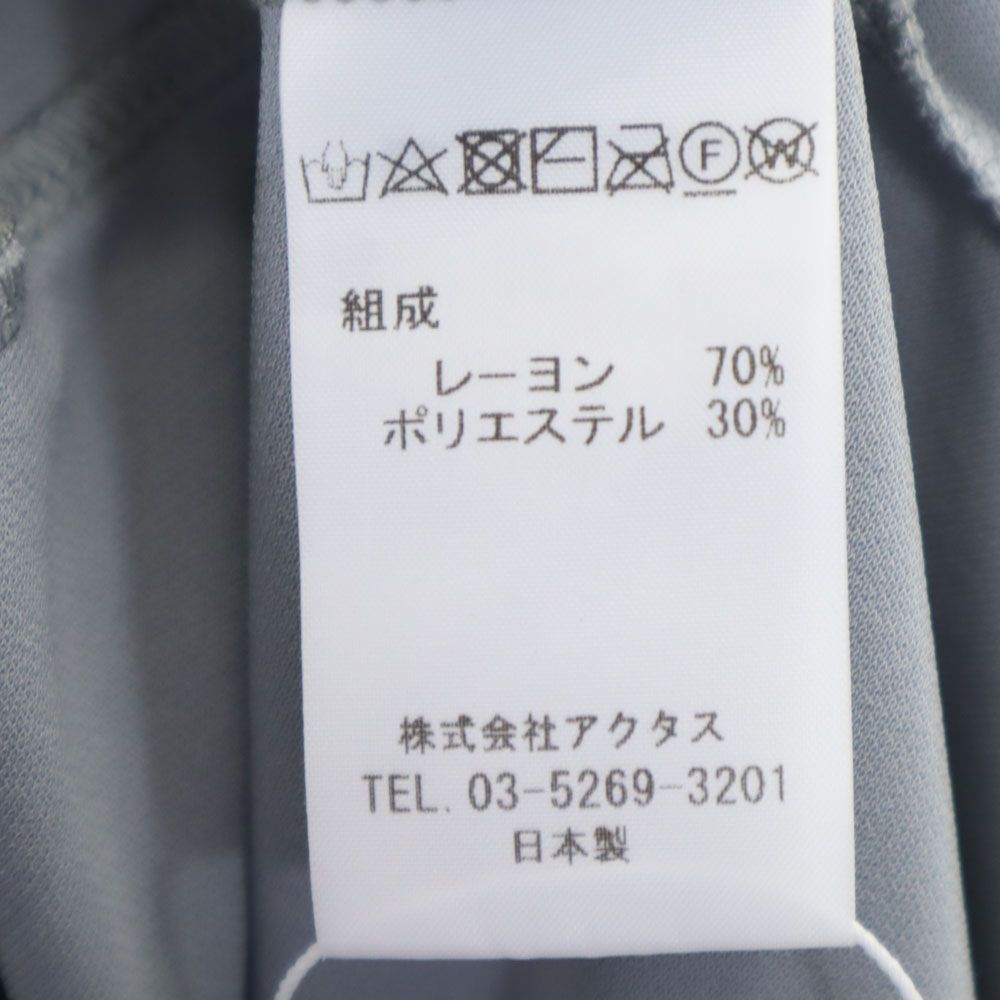 F W
組成
レーヨン 70%
ポリエステル 30%
株式会社アクタス
TEL. 03-5269-3201
日本製